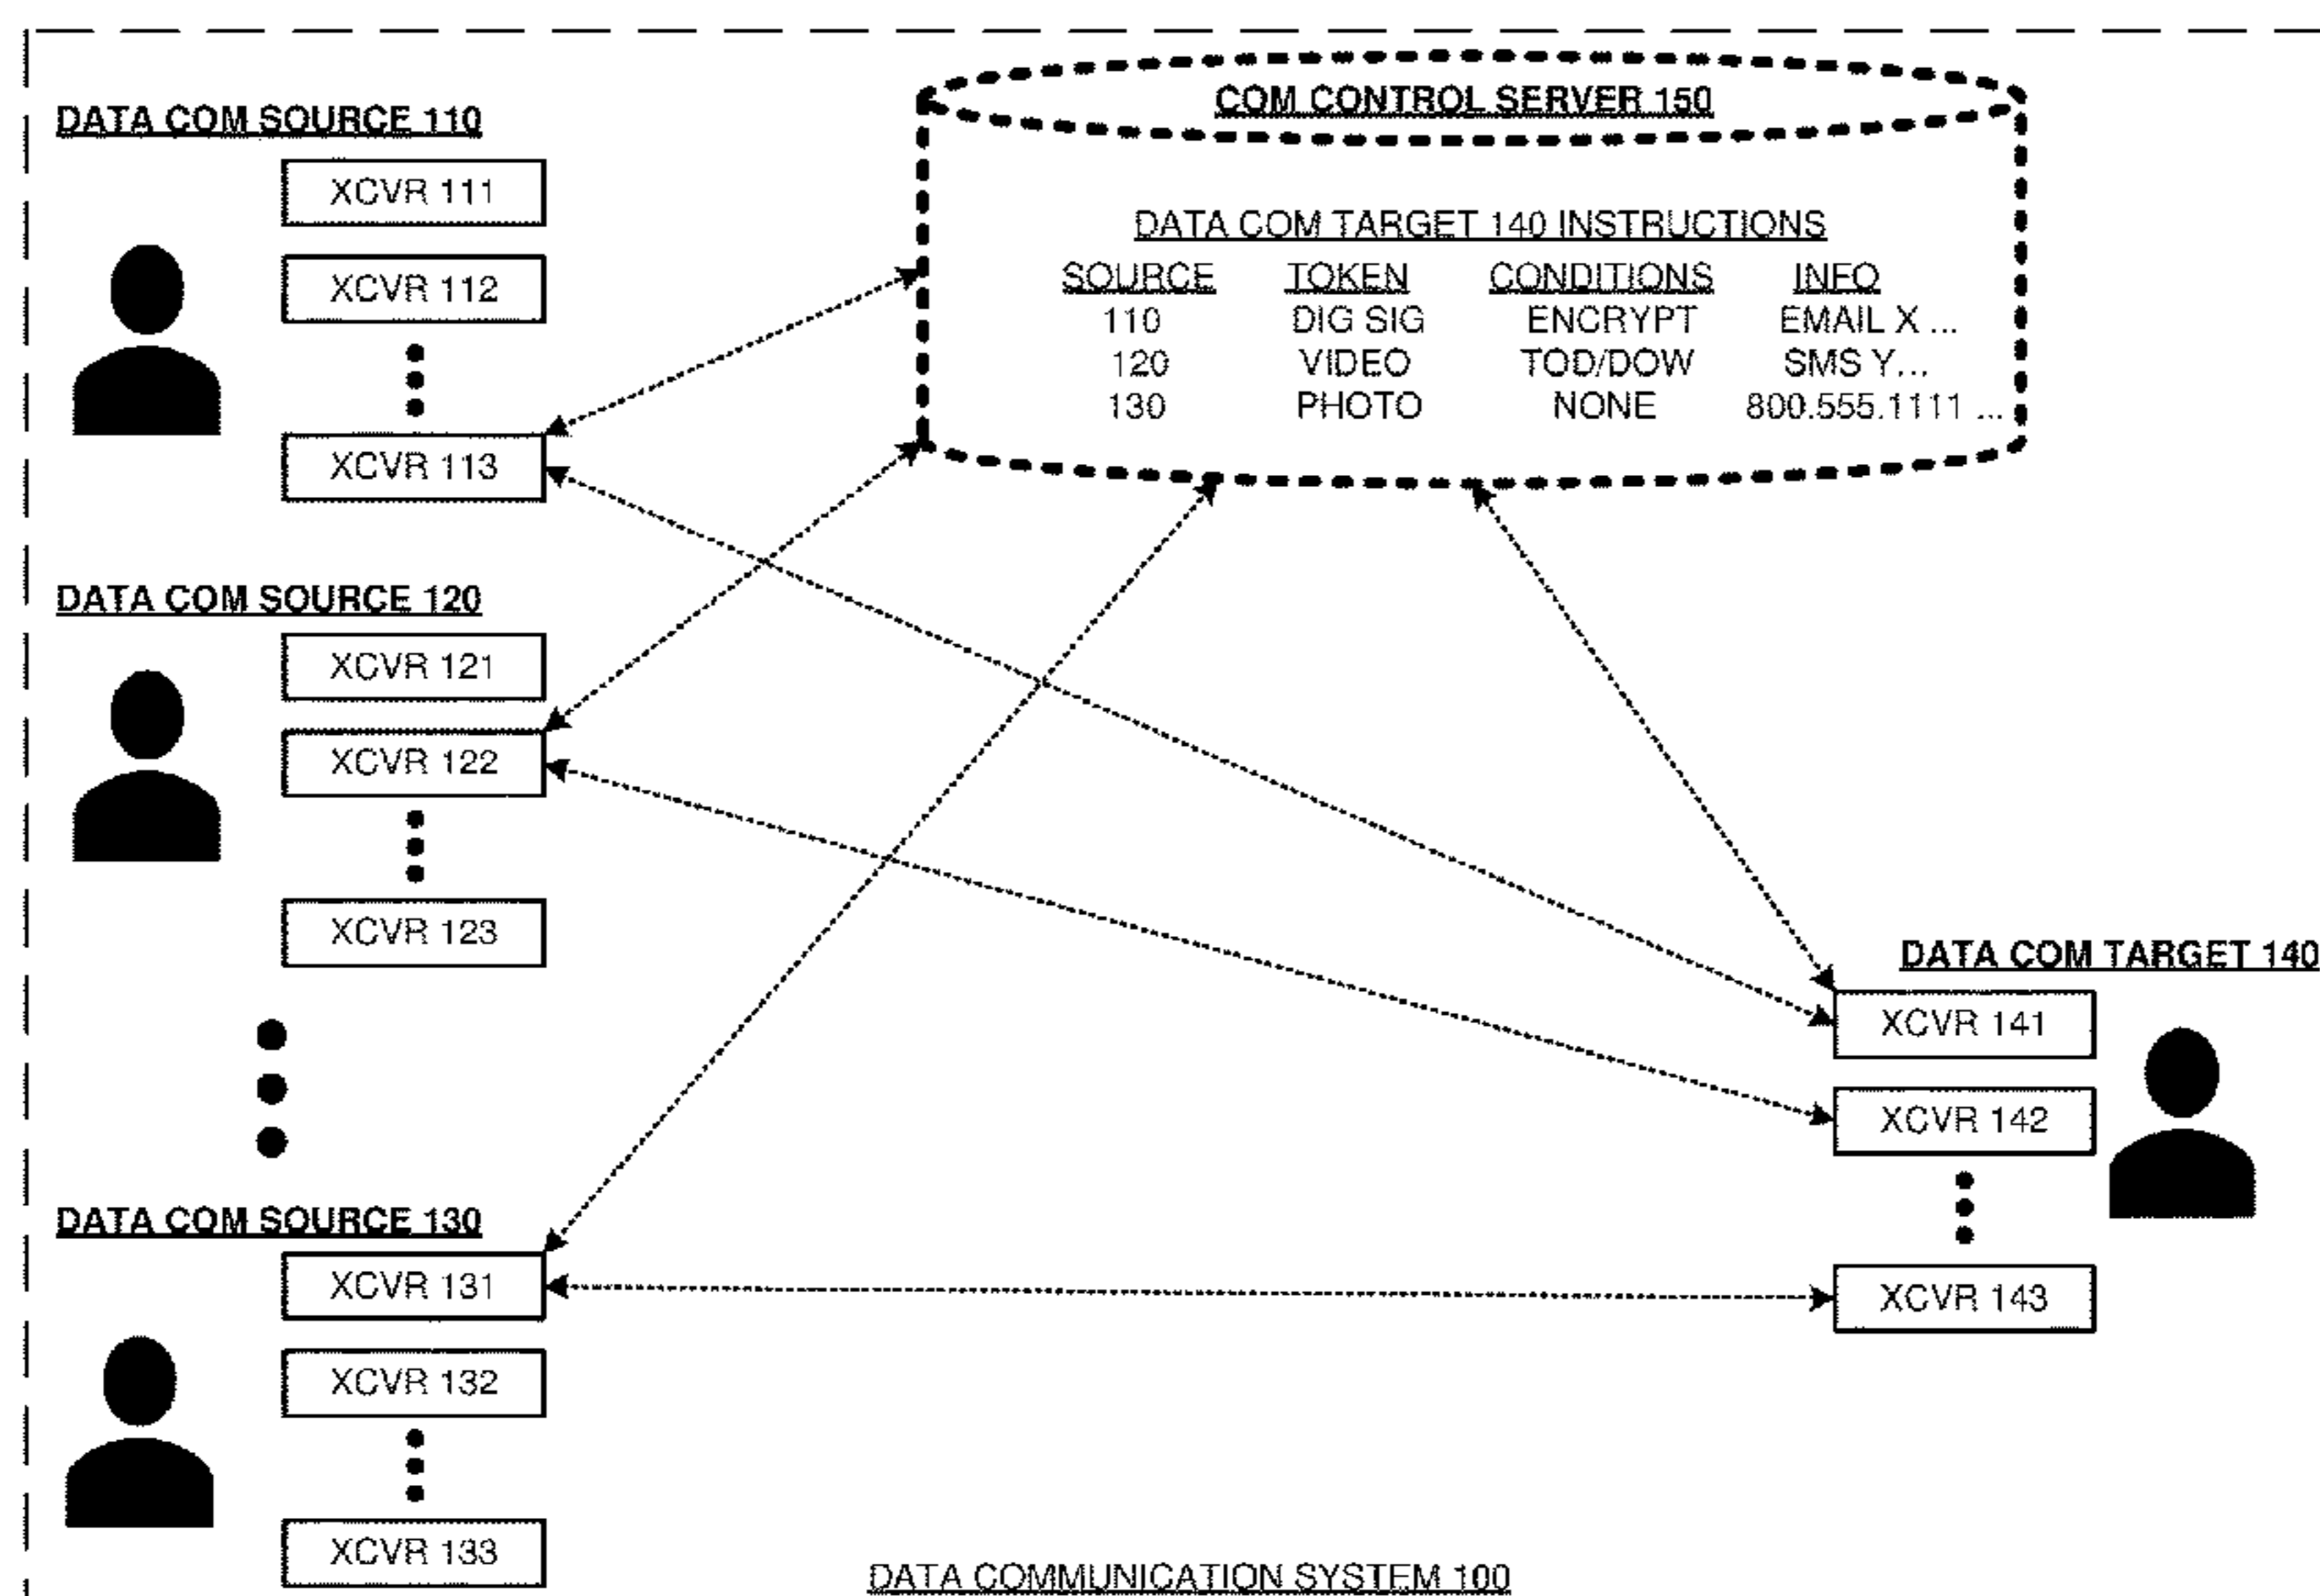 DATA COM SOURCE 110
XCVR 111
XCVR 112
XCVR 113
COM CONTROL SERVER 150
DATA COM TARGET 140 INSTRUCTIONS
SOURCE TOKEN CONDITIONS INFO
110 DIG SIG ENCRYPT EMAIL X ...
120 VIDEO TOD/DOW SMS Y...
130 PHOTO NONE 800.555.1111 ...
DATA COM SOURCE 120
XCVR 121
XCVR 122
XCVR 123
DATA COM TARGET 140
XCVR 141
XCVR 142
XCVR 143
DATA COM SOURCE 130
XCVR 131
XCVR 132
XCVR 133
DATA COMMUNICATION SYSTEM 100